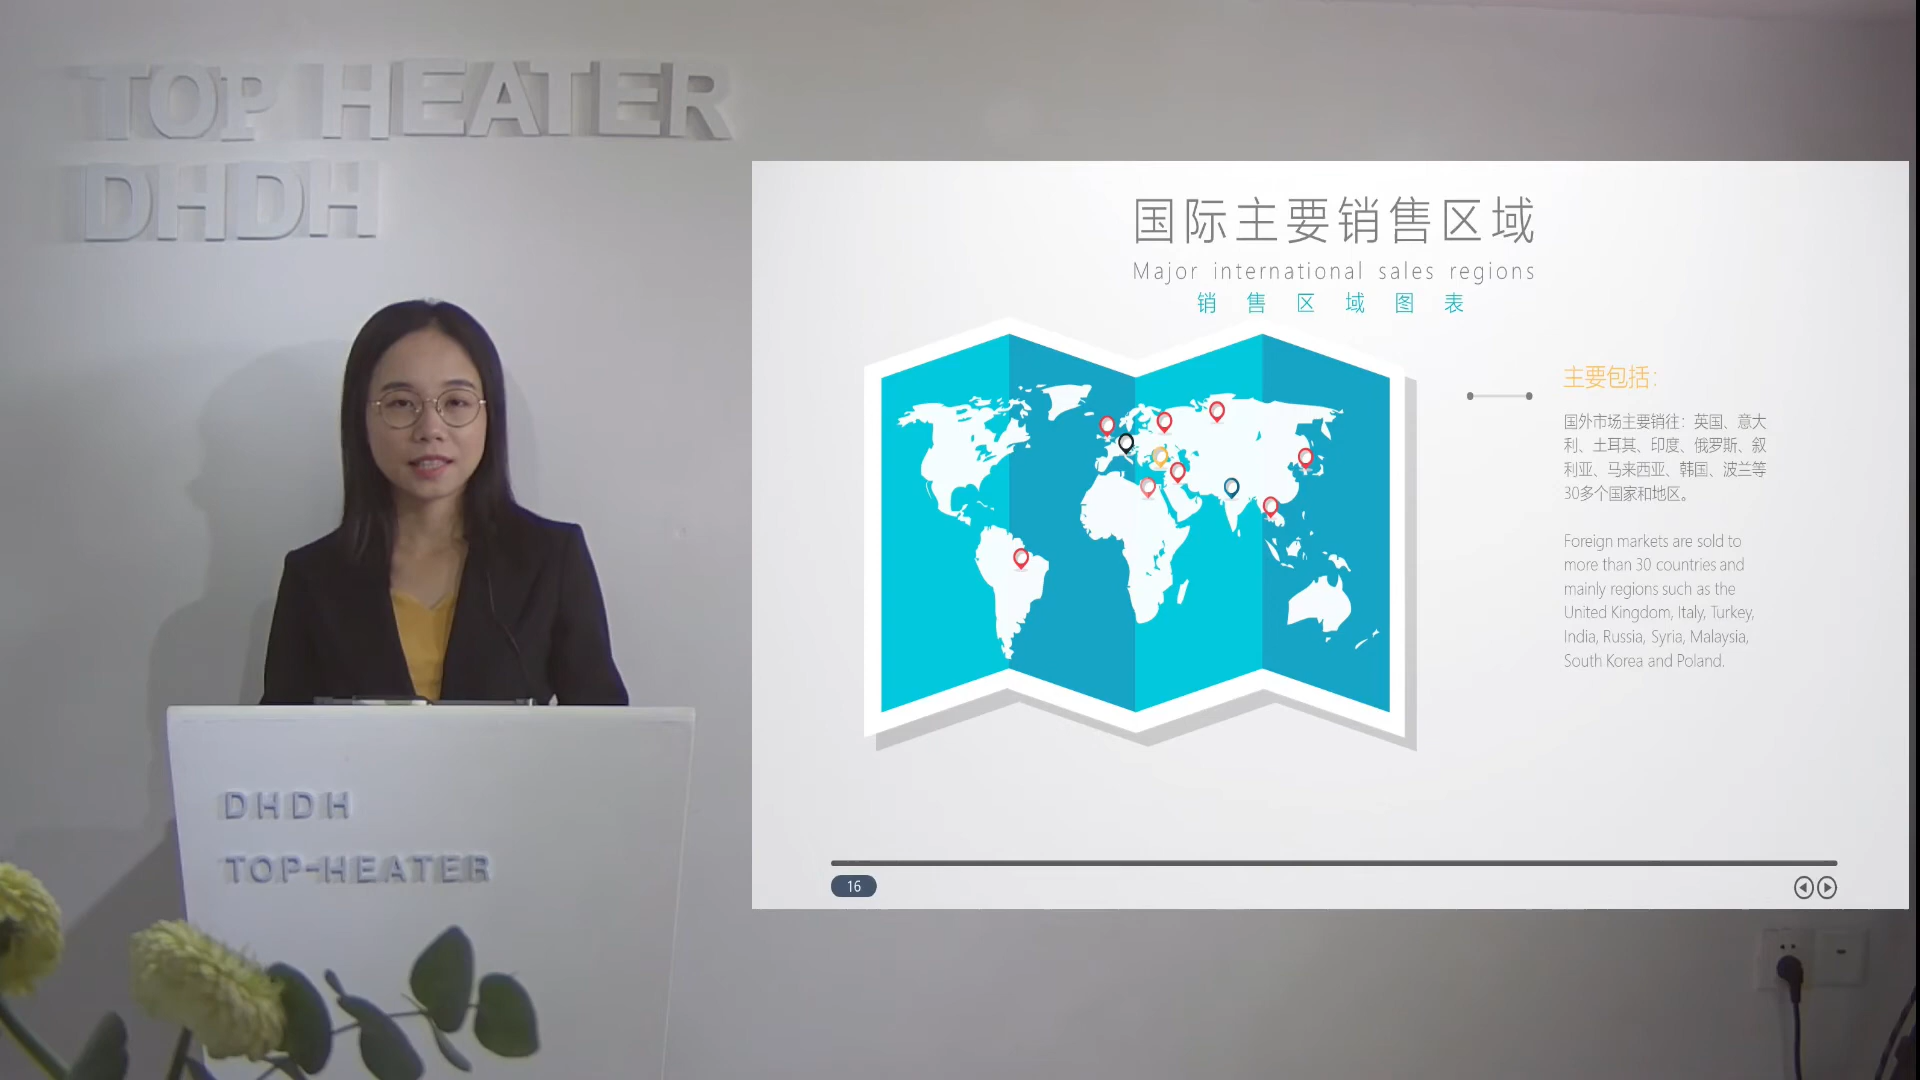 TOP HEATER
DHDH
国际主要销售区域
Major international sales regions
销售区域图表
主要包括：
国外市场主要销往：英国、意大
利、土耳其、印度、俄罗斯、叙
利亚、马来西亚、韩国、波兰等
30多个国家和地区。
Foreign markets are sold to
more than 30 countries and
mainly regions such as the
United Kingdom, Italy, Turkey,
India, Russia, Syria, Malaysia,
South Korea and Poland.
16
DHDH
TOP-HEATER